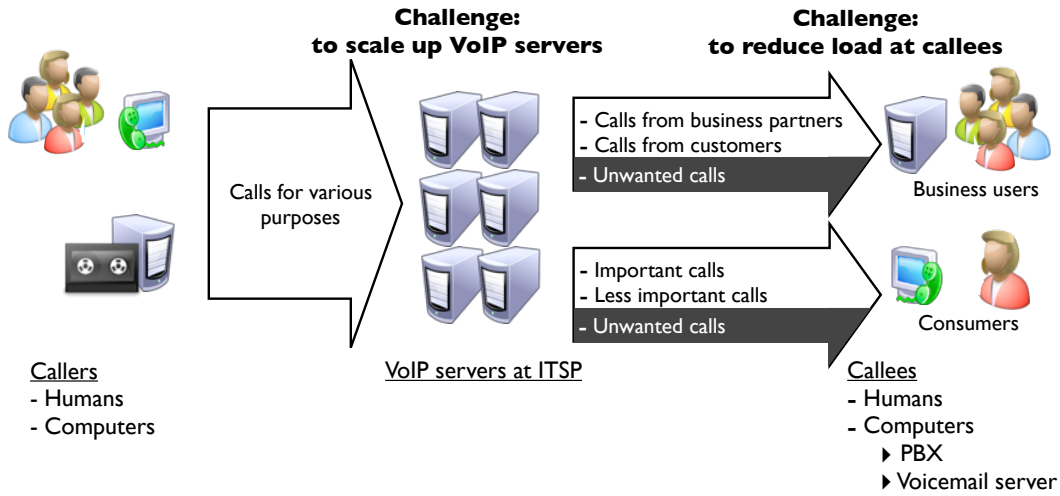 Challenge:
to scale up VoIP servers
Challenge:
to reduce load at callees
Calls for various
purposes
- Calls from business partners
- Calls from customers
- Unwanted calls
Business users
- Important calls
- Less important calls
- Unwanted calls
Consumers
Callers
- Humans
- Computers
VoIP servers at ITSP
Callees
- Humans
- Computers
▸ PBX
▸ Voicemail server